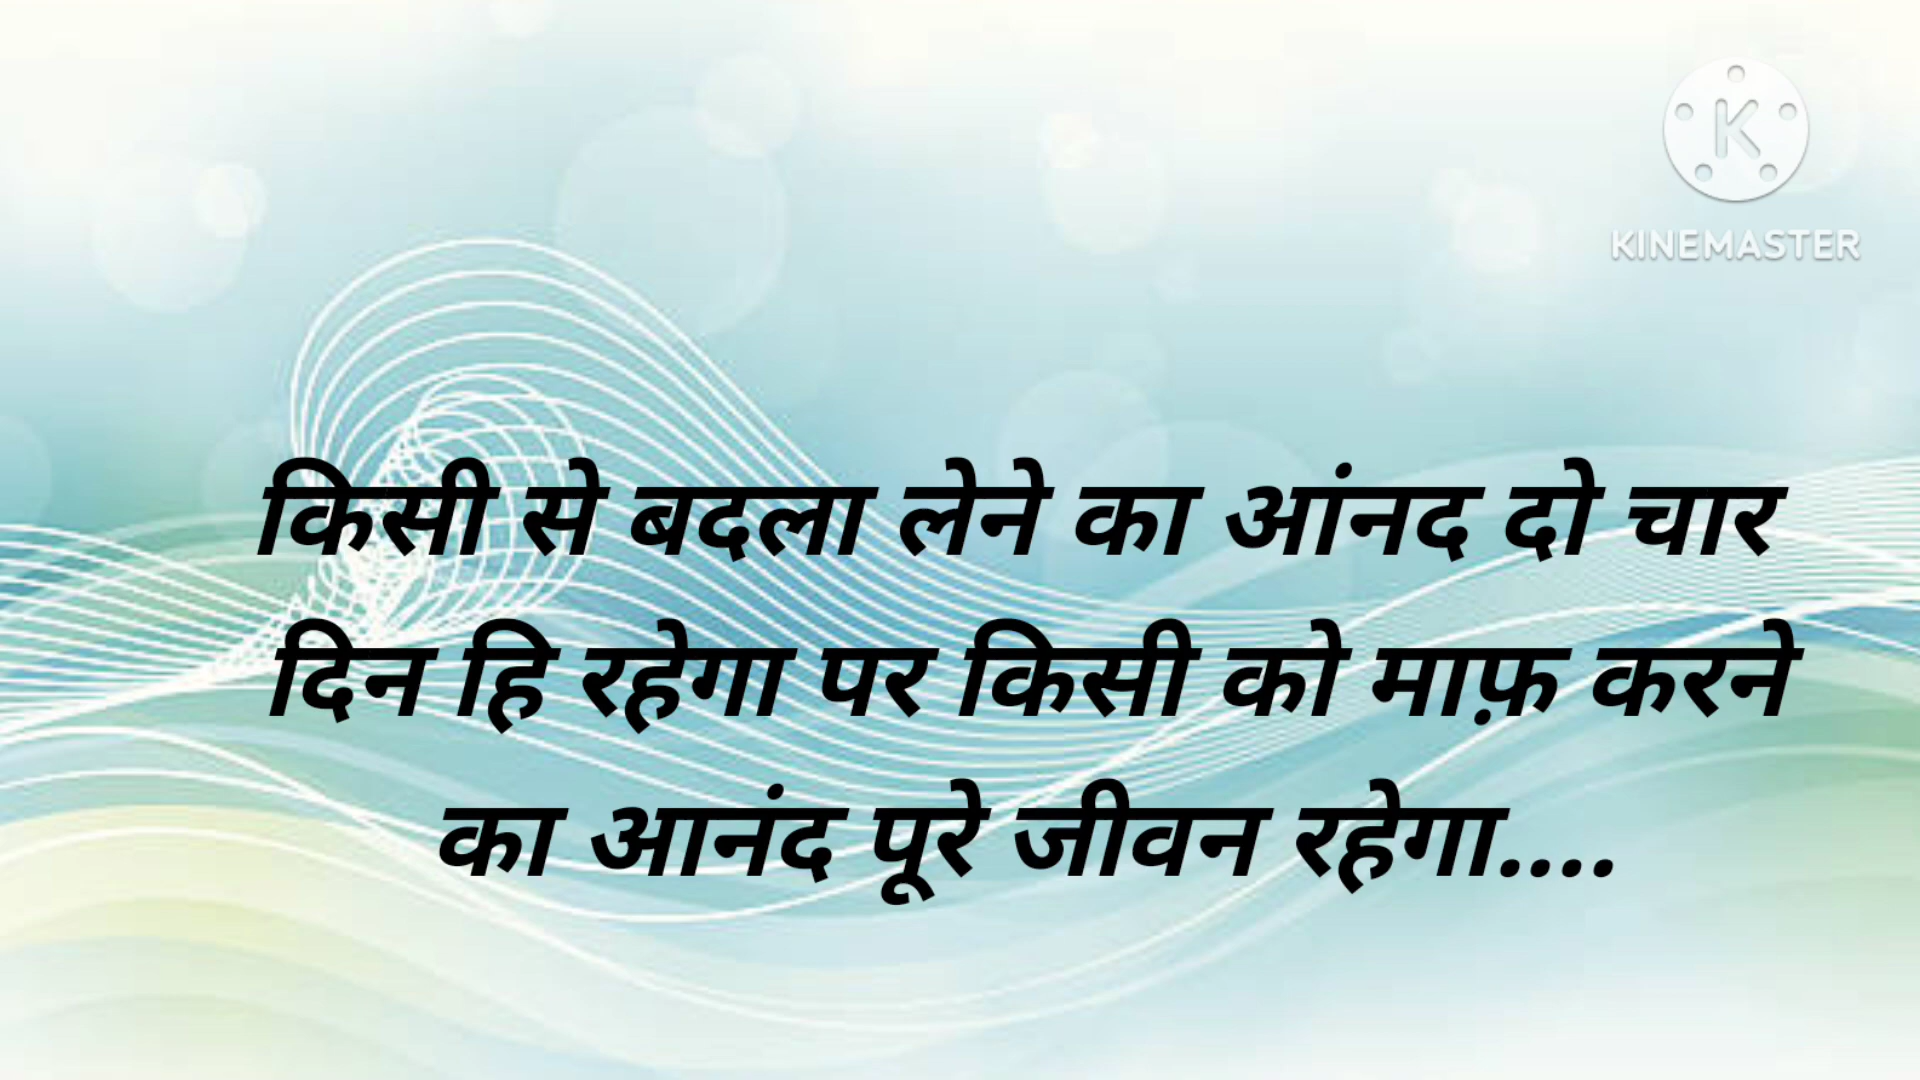 KINEMASTER
किसी से बदला लेने का आंनद दो चार
दिन हि रहेगा पर किसी को माफ़ करने
का आनंद पूरे जीवन रहेगा....